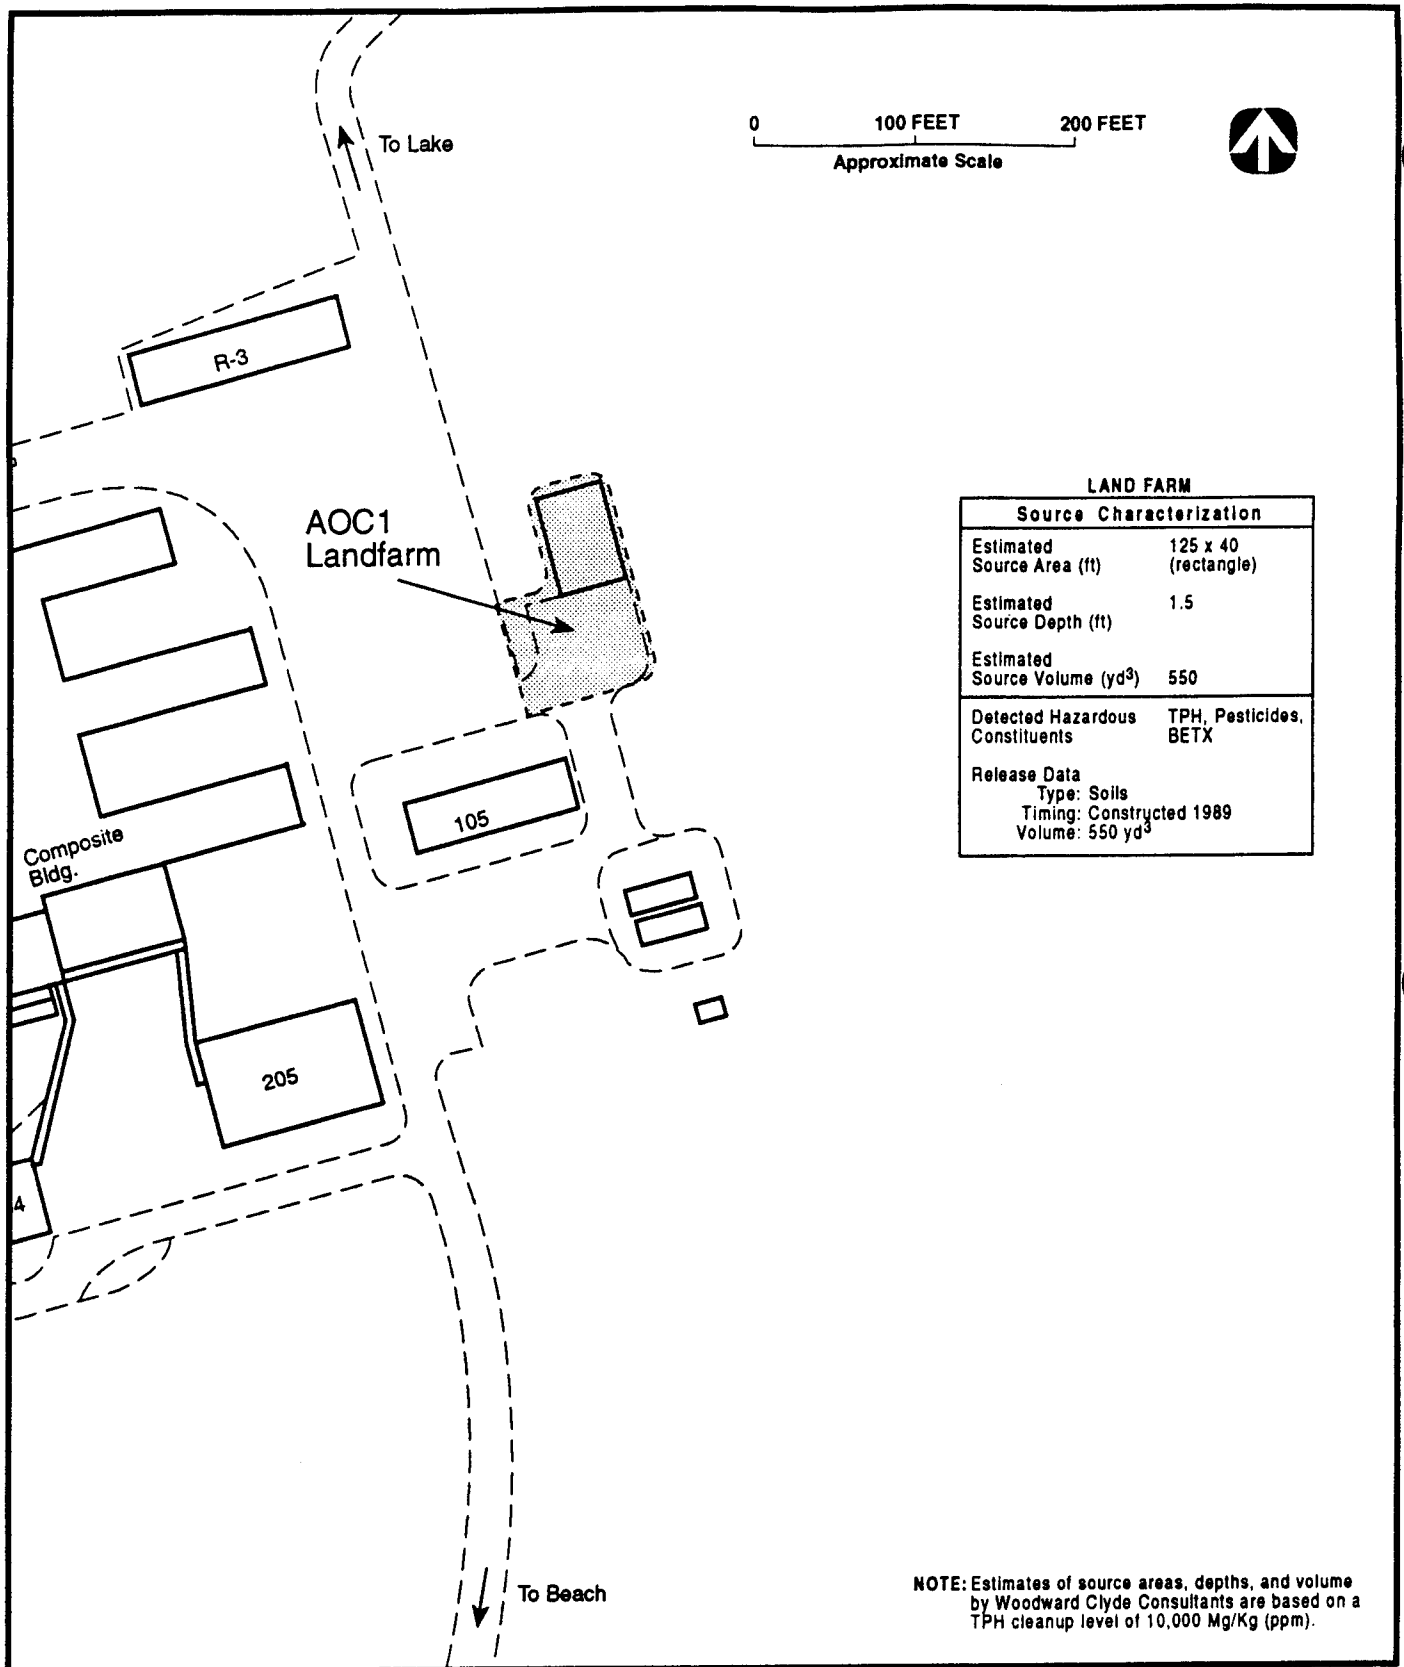 To Lake
0 100 FEET 200 FEET
Approximate Scale
R-3
AOC1
Landfarm
LAND FARM
Source Characterization
Estimated 125 x 40
Source Area (ft) (rectangle)
Estimated 1.5
Source Depth (ft)
Estimated
Source Volume (yd³) 550
Detected Hazardous TPH, Pesticides,
Constituents BETX
Release Data
Type: Soils
Timing: Constructed 1989
Volume: 550 yd³
105
Composite
Bldg.
205
4
To Beach
NOTE: Estimates of source areas, depths, and volume
by Woodward Clyde Consultants are based on a
TPH cleanup level of 10,000 Mg/Kg (ppm).